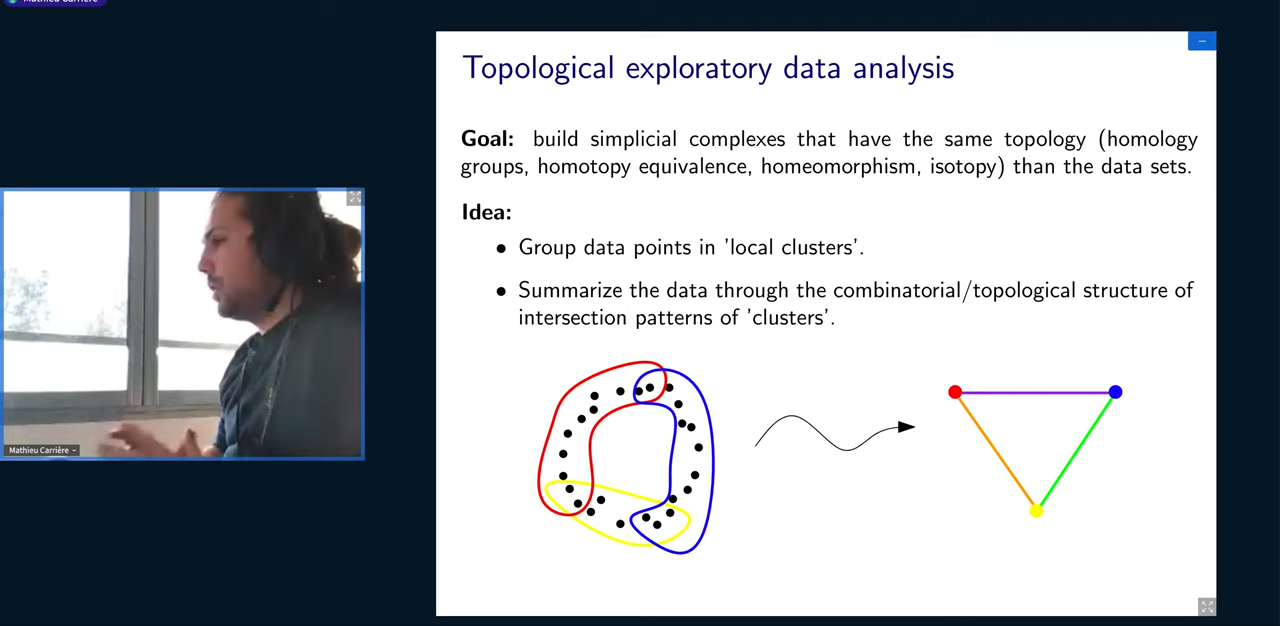 Mathieu Carrière
Topological exploratory data analysis
Goal: build simplicial complexes that have the same topology (homology
groups, homotopy equivalence, homeomorphism, isotopy) than the data sets.
Idea:
• Group data points in 'local clusters'.
• Summarize the data through the combinatorial/topological structure of
intersection patterns of 'clusters'.
Mathieu Carrière